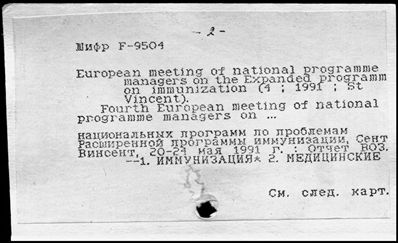 - 2 -
Шифр F-9504
European meeting of national programme
managers on the Expanded programm
on immunization (4 ; 1991 ; St
Vincent).
Fourth European meeting of national
programme managers on ...
национальных программ по проблемам
Расширенной программы иммунизации, Сент
Винсент, 20-24 мая 1991 г. : Отчет ВОЗ.
--1. ИММУНИЗАЦИЯ* 2. МЕДИЦИНСКИЕ
См. след. карт.